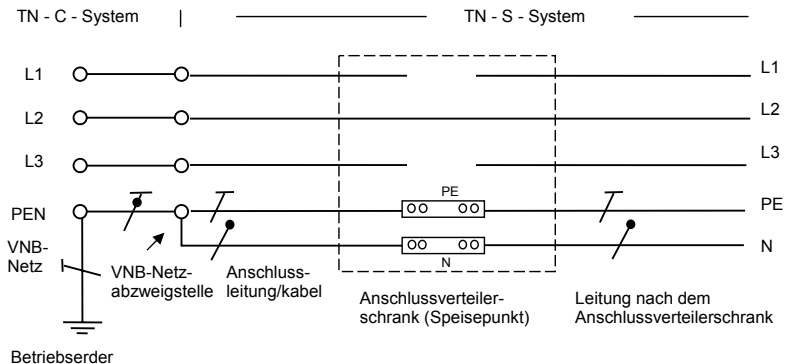 TN - C - System | TN - S - System
L1 L1
L2 L2
L3 L3
PE
PEN PE
N
N
VNB-
Netz
VNB-Netz-
abzweigstelle
Anschluss-
leitung/kabel
Anschlussverteiler-
schrank (Speisepunkt)
Leitung nach dem
Anschlussverteilerschrank
Betriebserder